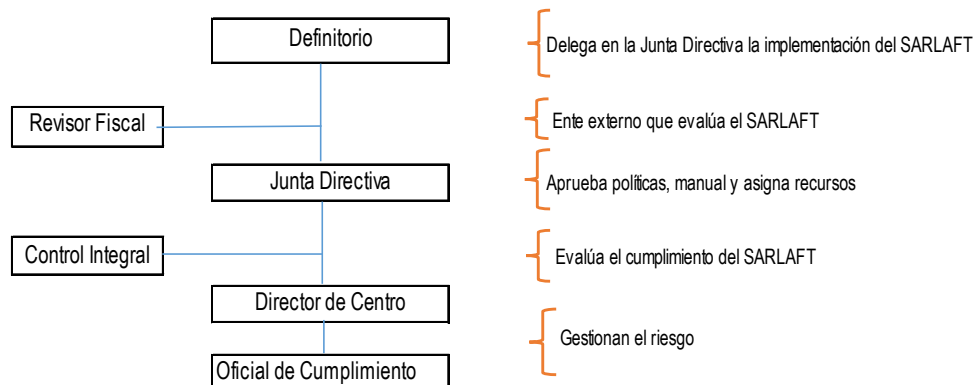 Definitorio
Delega en la Junta Directiva la implementación del SARLAFT
Revisor Fiscal
Ente externo que evalúa el SARLAFT
Junta Directiva
Aprueba políticas, manual y asigna recursos
Control Integral
Evalúa el cumplimiento del SARLAFT
Director de Centro
Gestionan el riesgo
Oficial de Cumplimiento